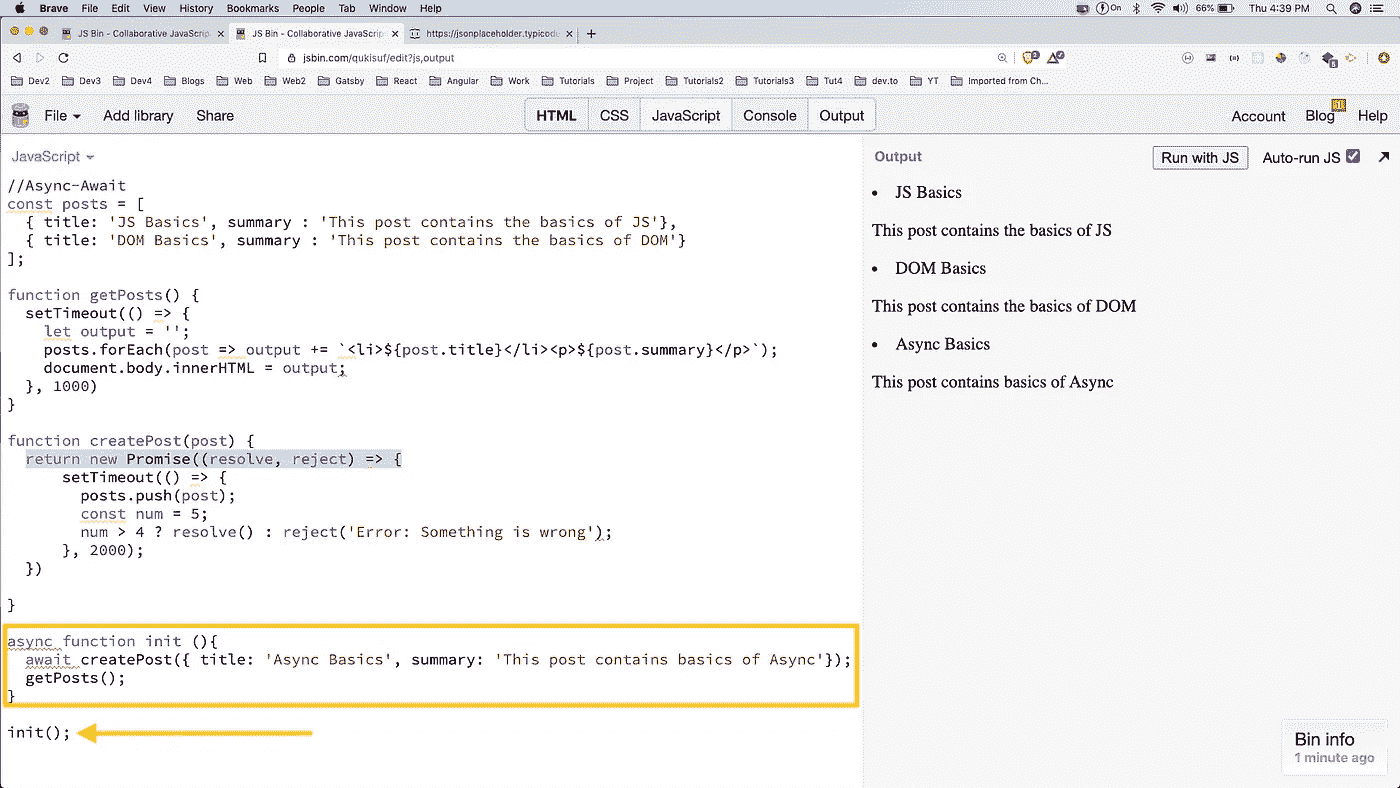 Brave File Edit View History Bookmarks People Tab Window Help On 66% Thu 4:39 PM
JS Bin - Collaborative JavaScrip JS Bin - Collaborative JavaScrip https://jsonplaceholder.typicod
jsbin.com/qukisuf/edit?js,output
Dev2 Dev3 Dev4 Blogs Web Web2 Gatsby React Angular Work Tutorials Project Tutorials2 Tutorials3 Tut4 dev.to YT Imported from Ch...
File Add library Share HTML CSS JavaScript Console Output Account Blog Help
JavaScript
//Async-Await
const posts = [
{ title: 'JS Basics', summary : 'This post contains the basics of JS'},
{ title: 'DOM Basics', summary : 'This post contains the basics of DOM'}
];
function getPosts() {
setTimeout(() => {
let output = '';
posts.forEach(post => output += `<li>${post.title}</li><p>${post.summary}</p>`);
document.body.innerHTML = output;
}, 1000)
}
function createPost(post) {
return new Promise((resolve, reject) => {
setTimeout(() => {
posts.push(post);
const num = 5;
num > 4 ? resolve() : reject('Error: Something is wrong');
}, 2000);
})
}
async function init (){
await createPost({ title: 'Async Basics', summary: 'This post contains basics of Async'});
getPosts();
}
init();
Output Run with JS Auto-run JS
• JS Basics
This post contains the basics of JS
• DOM Basics
This post contains the basics of DOM
• Async Basics
This post contains basics of Async
Bin info
1 minute ago